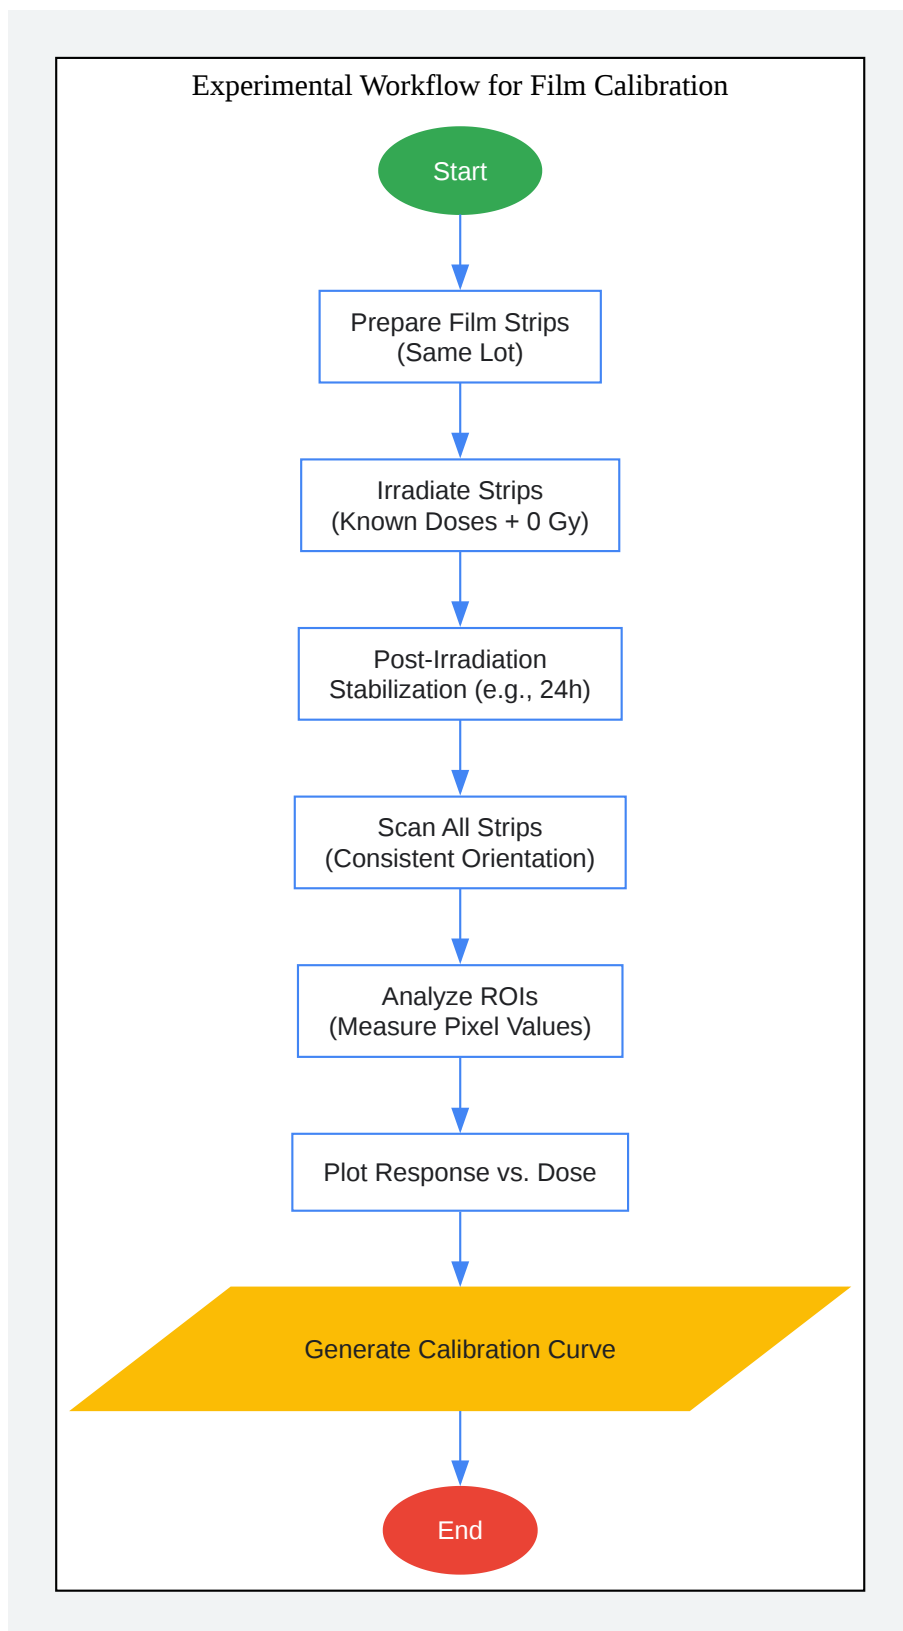 Experimental Workflow for Film Calibration
Start
Prepare Film Strips
(Same Lot)
Irradiate Strips
(Known Doses + 0 Gy)
Post-Irradiation
Stabilization (e.g., 24h)
Scan All Strips
(Consistent Orientation)
Analyze ROIs
(Measure Pixel Values)
Plot Response vs. Dose
Generate Calibration Curve
End